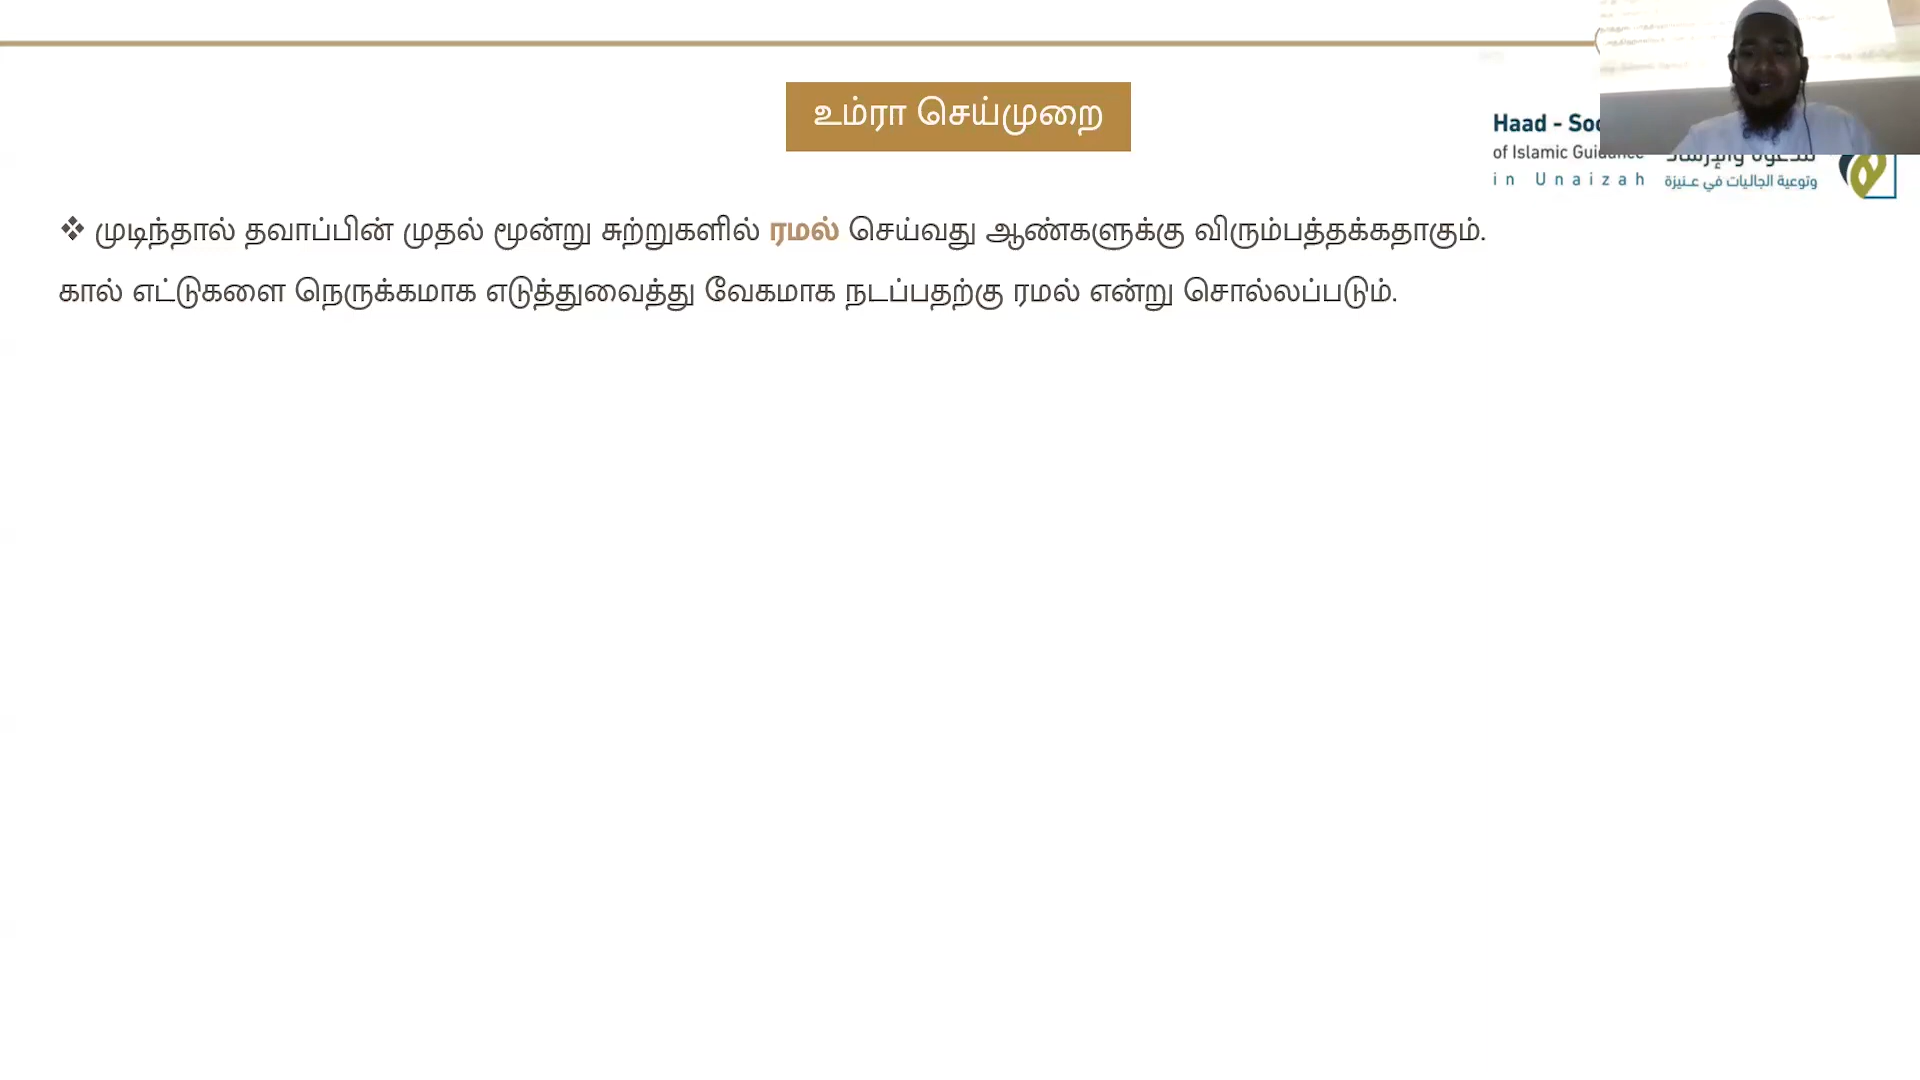 உம்ரா செய்முறை
Haad - Soc
of Islamic Guidance
in Unaizah
وتوعية الجاليات في عنيزة
❖ முடிந்தால் தவாப்பின் முதல் மூன்று சுற்றுகளில் ரமல் செய்வது ஆண்களுக்கு விரும்பத்தக்கதாகும்.
கால் எட்டுகளை நெருக்கமாக எடுத்துவைத்து வேகமாக நடப்பதற்கு ரமல் என்று சொல்லப்படும்.